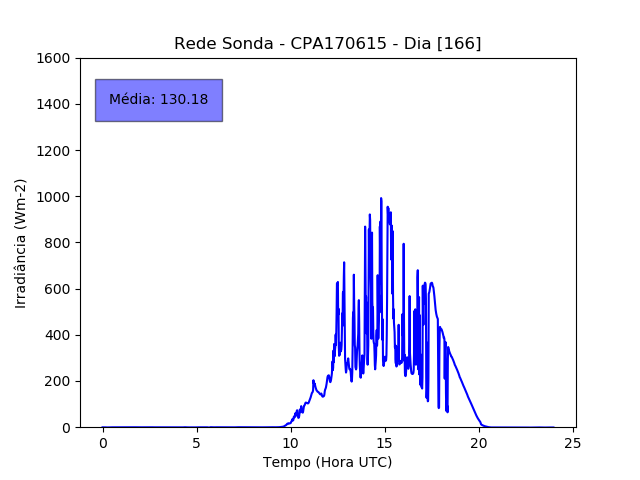 Rede Sonda - CPA170615 - Dia [166]
1600
Média: 130.18
1400
1200
1000
800
600
400
200
0
Irradiância (Wm-2)
0 5 10 15 20 25
Tempo (Hora UTC)